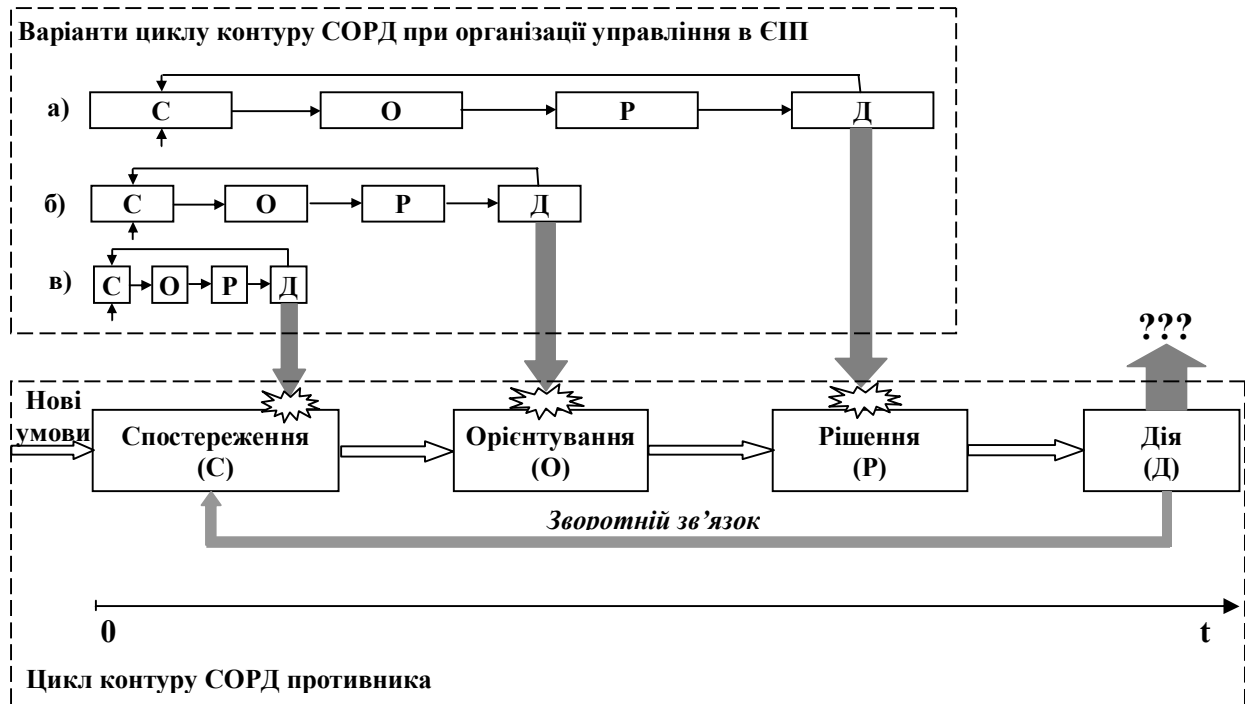 Варіанти циклу контуру СОРД при організації управління в ЄІП
а)
С
О
Р
Д
б)
С
О
Р
Д
в)
С
О
Р
Д
???
Нові
умови
Спостереження
(С)
Орієнтування
(О)
Рішення
(Р)
Дія
(Д)
Зворотній зв’язок
0
t
Цикл контуру СОРД противника